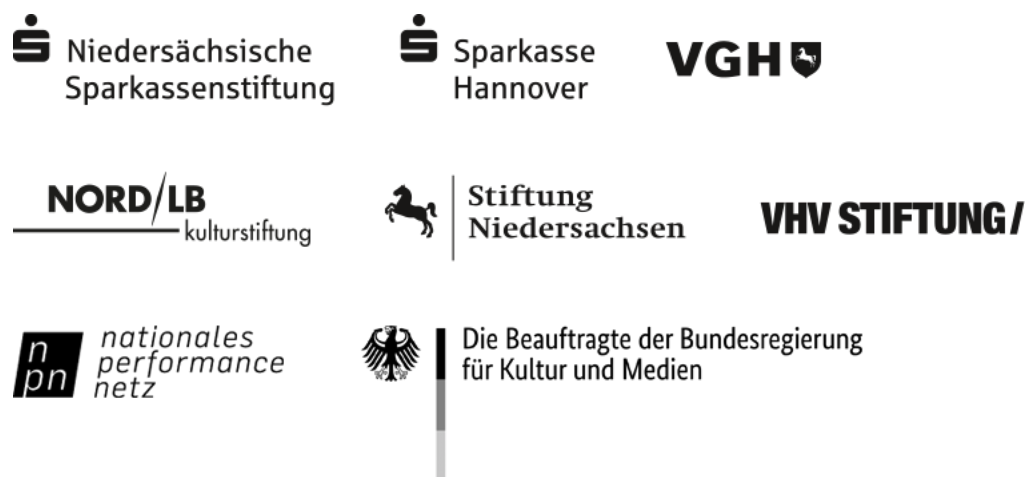 Niedersächsische
Sparkassenstiftung
Sparkasse
Hannover
VGH
NORD/LB
kulturstiftung
Stiftung
Niedersachsen
VHV STIFTUNG/
n
pn
nationales
performance
netz
Die Beauftragte der Bundesregierung
für Kultur und Medien